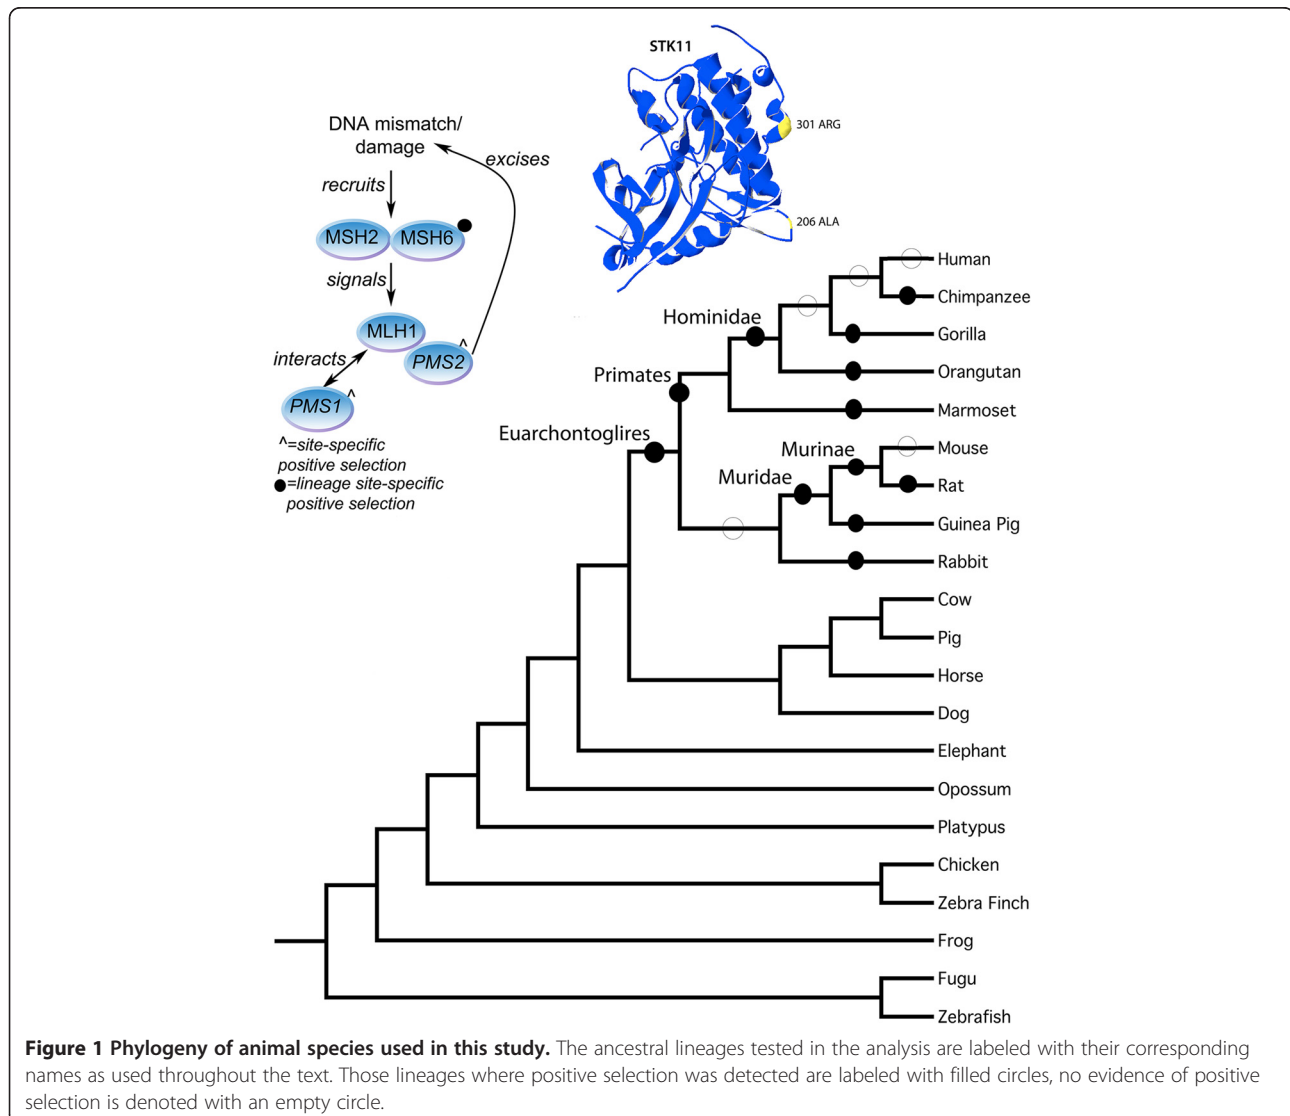 STK11
301 ARG
206 ALA
DNA mismatch/
damage
excises
recruits
MSH2
MSH6
signals
MLH1
PMS2
^
interacts
PMS1
^
^=site-specific
positive selection
=lineage site-specific
positive selection
Human
Chimpanzee
Hominidae
Gorilla
Orangutan
Primates
Marmoset
Euarchontoglires
Mouse
Murinae
Rat
Muridae
Guinea Pig
Rabbit
Cow
Pig
Horse
Dog
Elephant
Opossum
Platypus
Chicken
Zebra Finch
Frog
Fugu
Zebrafish
Figure 1 Phylogeny of animal species used in this study. The ancestral lineages tested in the analysis are labeled with their corresponding
names as used throughout the text. Those lineages where positive selection was detected are labeled with filled circles, no evidence of positive
selection is denoted with an empty circle.